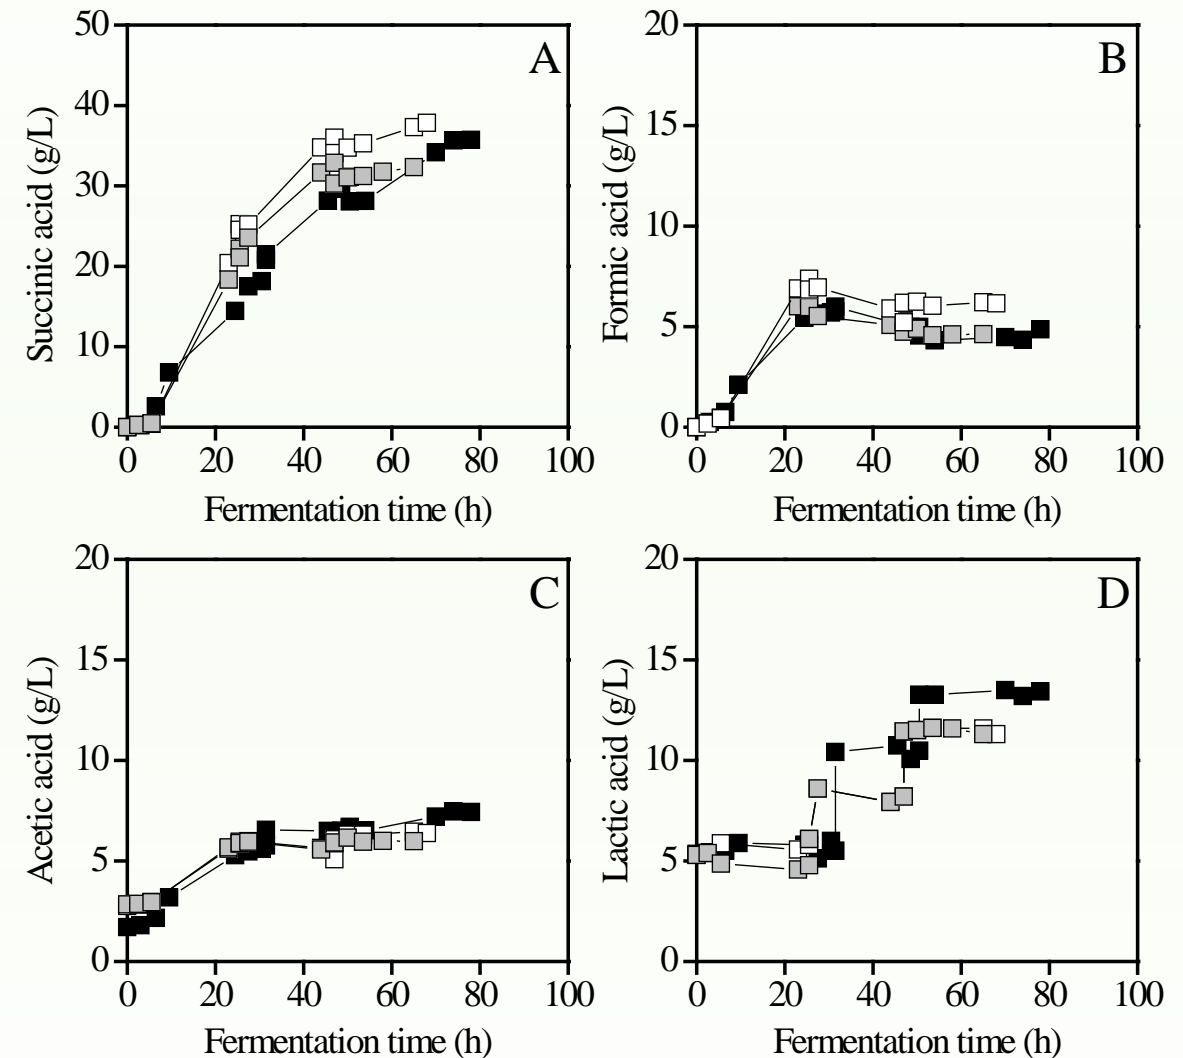 A
Succinic acid (g/L)
50
40
30
20
10
0
0 20 40 60 80 100
Fermentation time (h)
B
Formic acid (g/L)
20
15
10
5
0
0 20 40 60 80 100
Fermentation time (h)
C
Acetic acid (g/L)
20
15
10
5
0
0 20 40 60 80 100
Fermentation time (h)
D
Lactic acid (g/L)
20
15
10
5
0
0 20 40 60 80 100
Fermentation time (h)